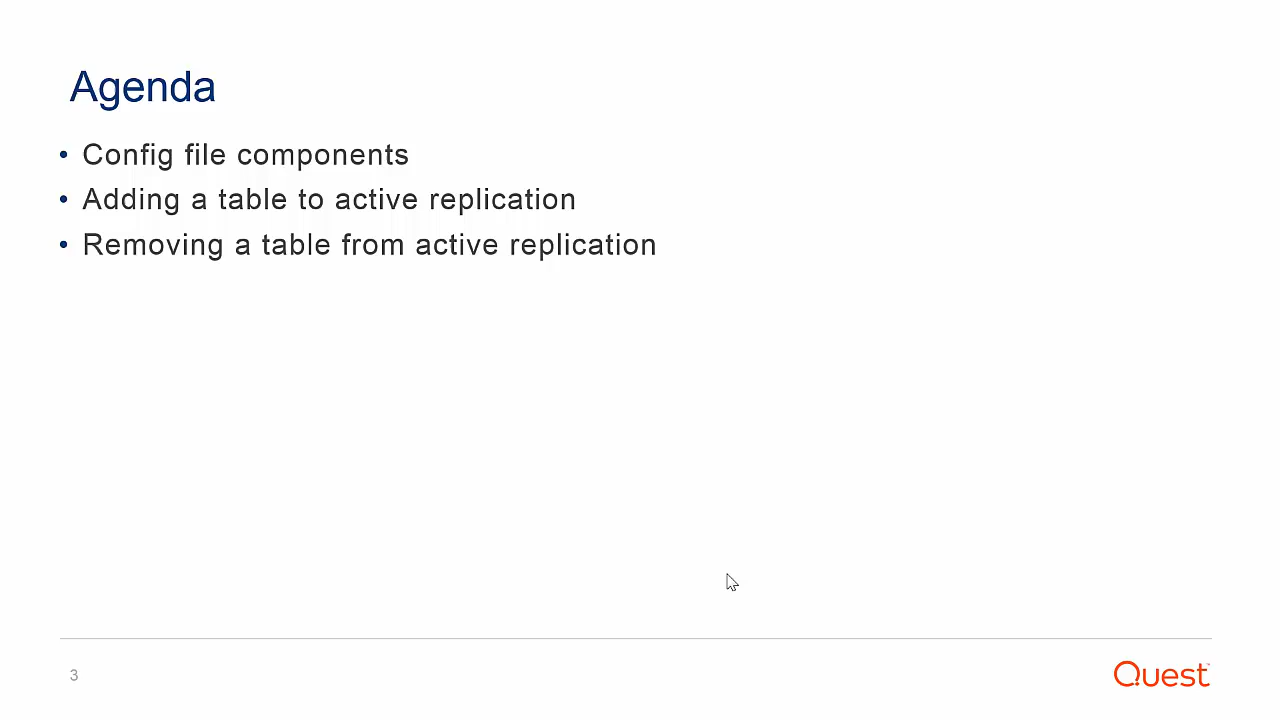 Agenda
• Config file components
• Adding a table to active replication
• Removing a table from active replication
3
Quest